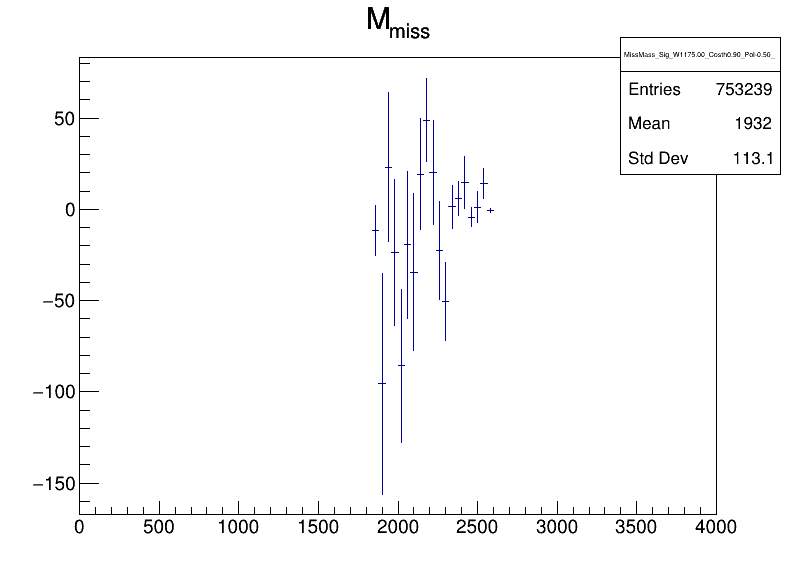 M_miss
MissMass_Sig_W1175.00_Costh0.90_Pol-0.50_
Entries 753239
Mean 1932
Std Dev 113.1
50
0
−50
−100
−150
0 500 1000 1500 2000 2500 3000 3500 4000